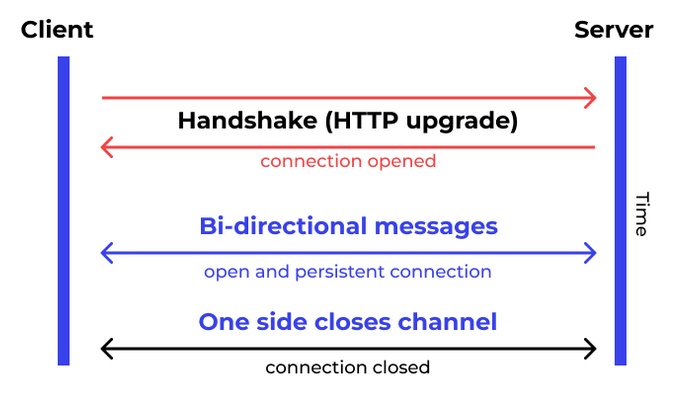 Client
Server
Handshake (HTTP upgrade)
connection opened
Time
Bi-directional messages
open and persistent connection
One side closes channel
connection closed